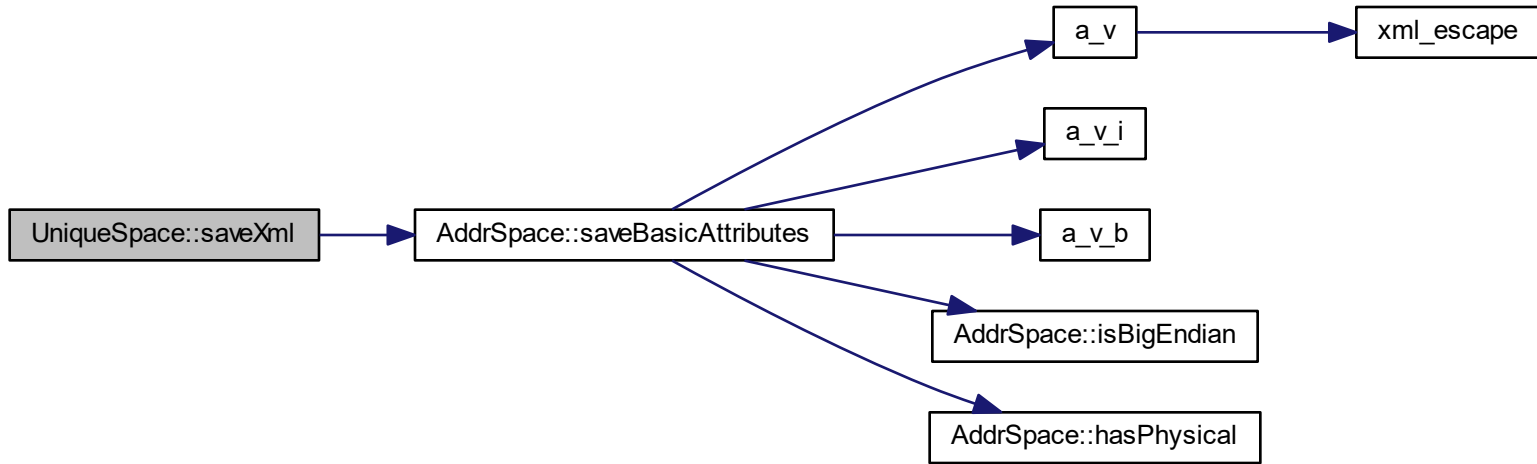 a_v
xml_escape
a_v_i
UniqueSpace::saveXml
AddrSpace::saveBasicAttributes
a_v_b
AddrSpace::isBigEndian
AddrSpace::hasPhysical